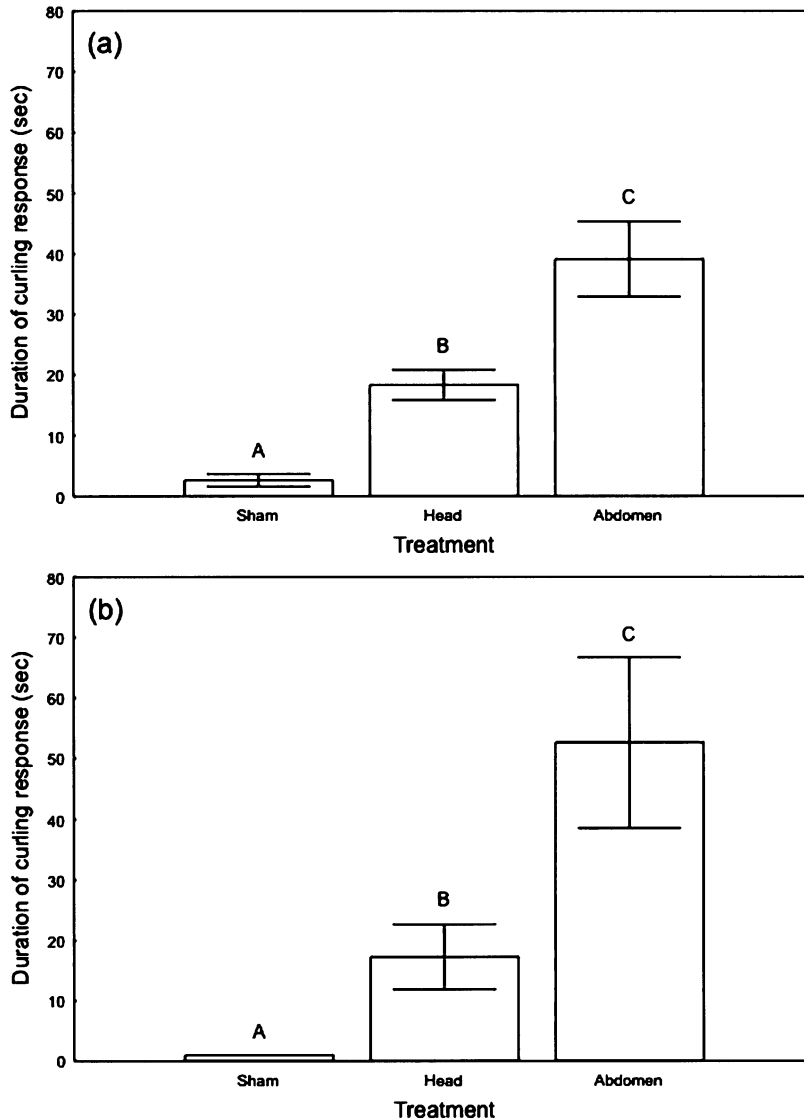 (a)
Duration of curling response (sec)
80
70
60
50
40
30
20
10
0
A
B
C
Sham Head Abdomen
Treatment
(b)
Duration of curling response (sec)
80
70
60
50
40
30
20
10
0
A
B
C
Sham Head Abdomen
Treatment